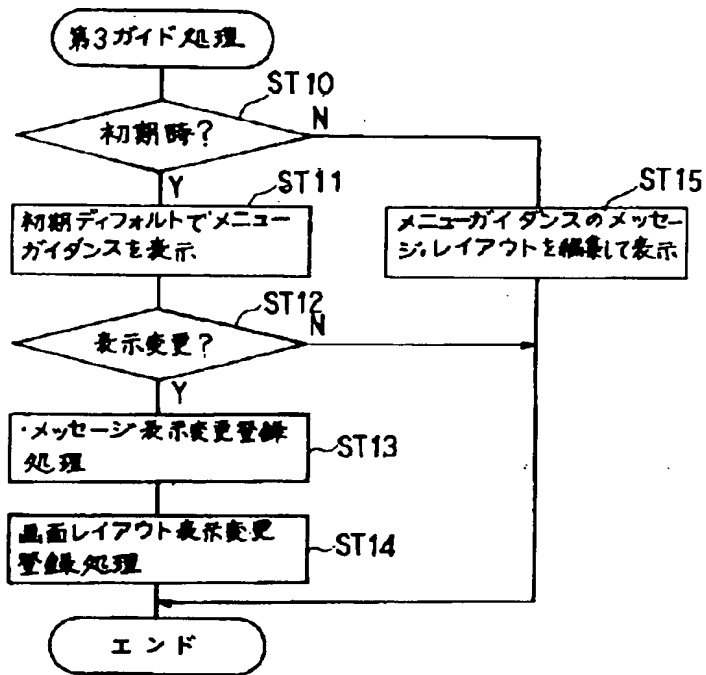 第3ガイド処理
ST10
初期時?
N
Y
ST11
ST15
初期ディフォルトでメニュー
ガイダンスを表示
メニューガイダンスのメッセー
ジ。レイアウトを編集して表示
ST12
表示変更?
N
Y
・メッセージ表示変更登録
処理
ST13
画面レイアウト表示変更
登録処理
ST14
エンド